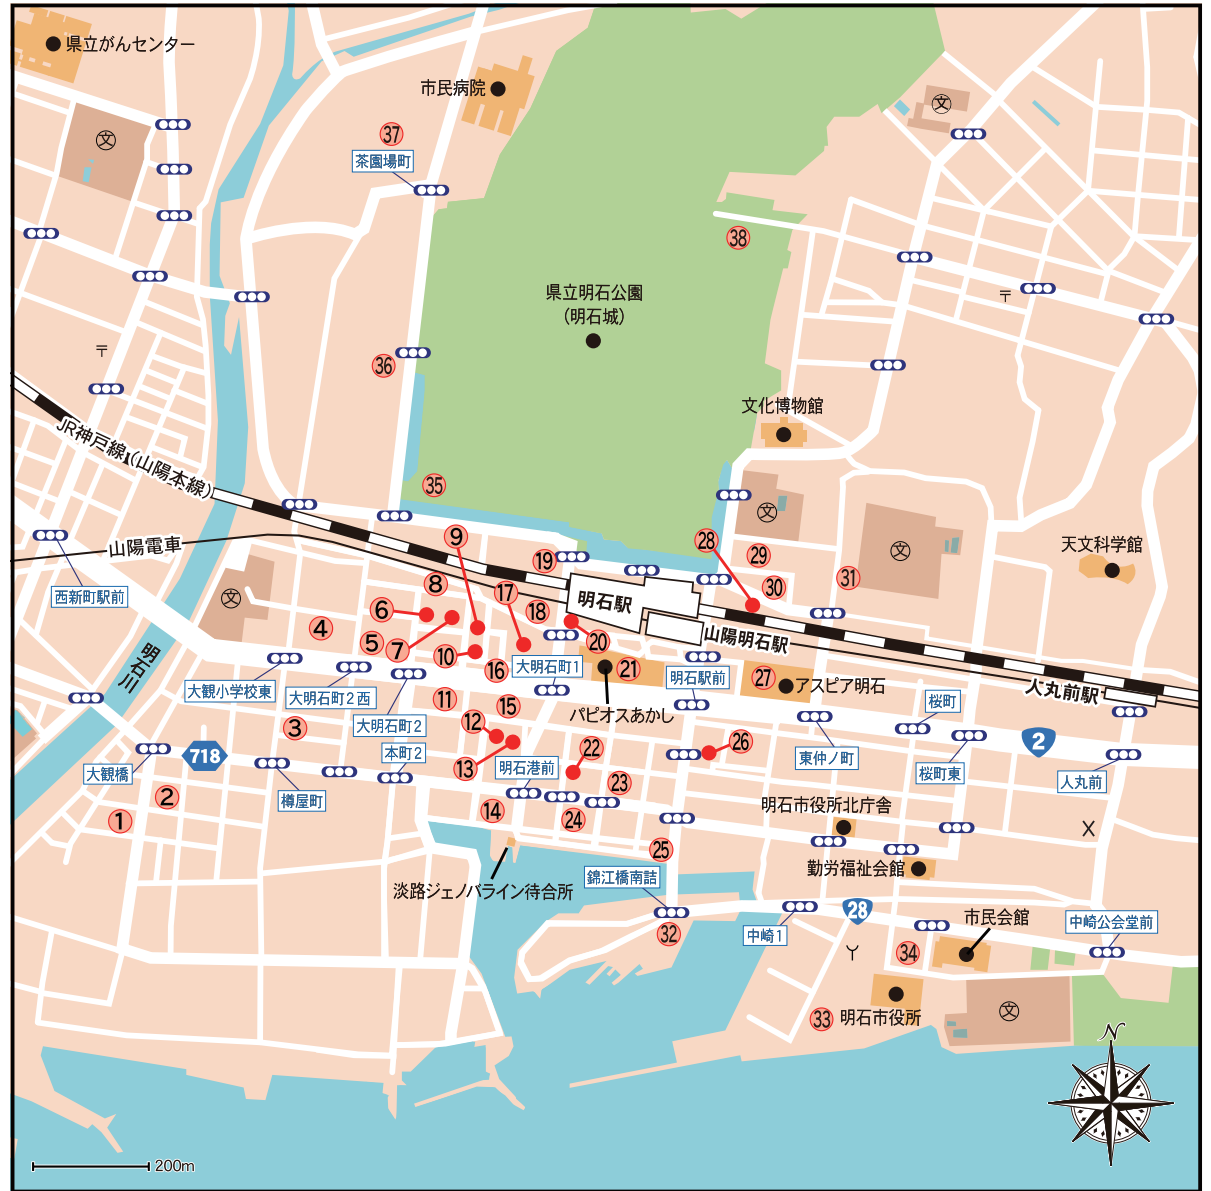 県立がんセンター
市民病院
文
文
37
茶園場町
38
県立明石公園
(明石城)
〒
〒
36
文化博物館
JR神戸線(山陽本線)
35
文
文
9
28
29
天文科学館
山陽電車
19
31
8
17
30
西新町駅前
文
明石駅
6
18
4
5
7
20
山陽明石駅
10
16
大明石町1
21
明石駅前
27
アスピア明石
人丸前駅
明石川
大観小学校東
大明石町2西
11
15
パピオスあかし
桜町
3
大明石町2
12
2
718
本町2
22
26
東仲ノ町
大観橋
13
明石港前
桜町東
人丸前
2
樽屋町
23
1
14
24
明石市役所北庁舎
25
勤労福祉会館
淡路ジェノバライン待合所
錦江橋南詰
28
32
中崎1
市民会館
中崎公会堂前
34
33
明石市役所
文
N
200m